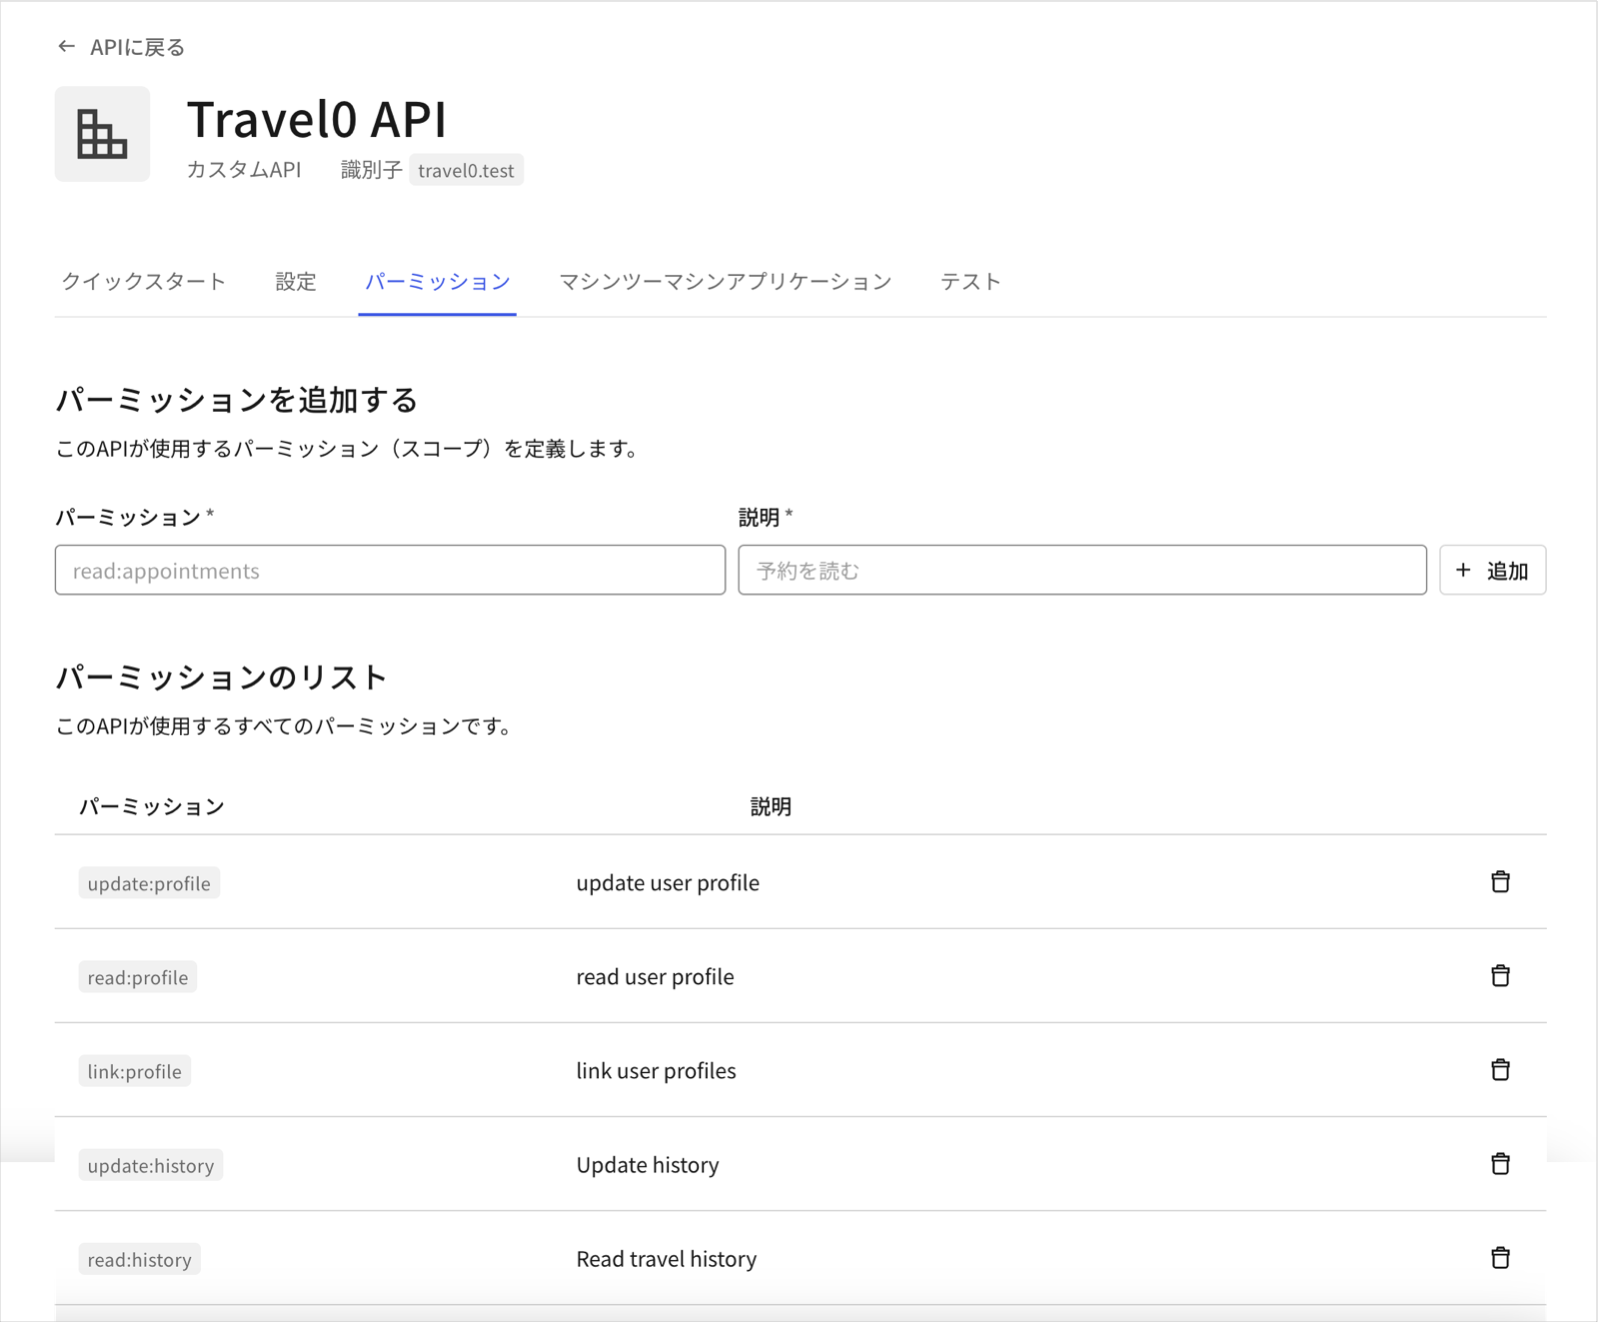 ← APIに戻る
Travel0 API
カスタムAPI 識別子 travel0.test
クイックスタート 設定 パーミッション マシンツーマシンアプリケーション テスト
パーミッションを追加する
このAPIが使用するパーミッション（スコープ）を定義します。
パーミッション * 説明 *
read:appointments 予約を読む + 追加
パーミッションのリスト
このAPIが使用するすべてのパーミッションです。
パーミッション 説明
update:profile update user profile
read:profile read user profile
link:profile link user profiles
update:history Update history
read:history Read travel history